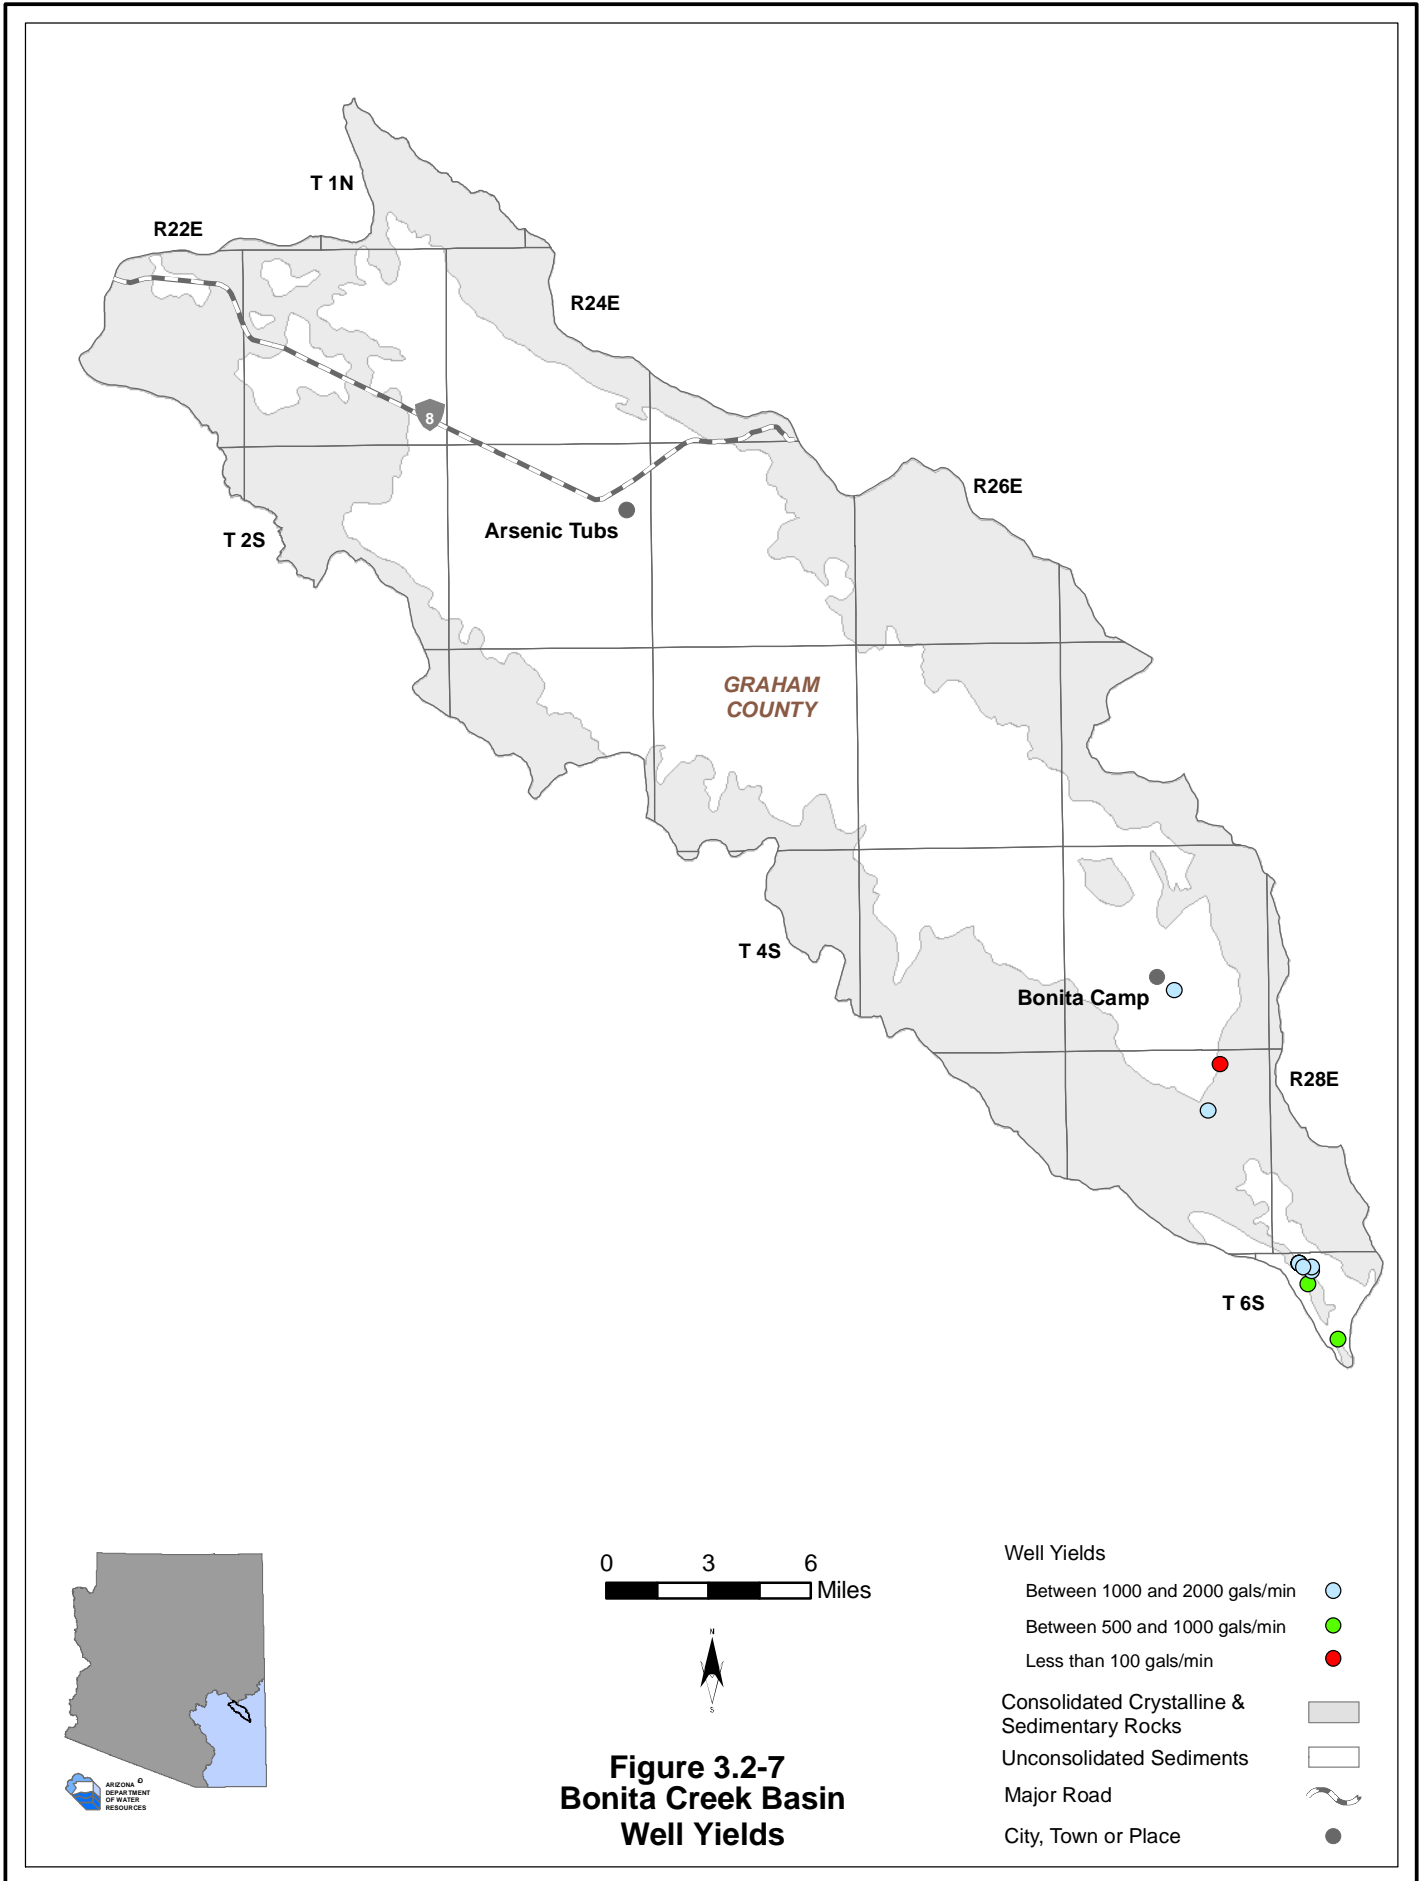 T 1N
R22E
R24E
8
R26E
Arsenic Tubs
T 2S
GRAHAM
COUNTY
T 4S
Bonita Camp
R28E
T 6S
0 3 6
Miles
N
S
Figure 3.2-7
Bonita Creek Basin
Well Yields
Well Yields
Between 1000 and 2000 gals/min
Between 500 and 1000 gals/min
Less than 100 gals/min
Consolidated Crystalline &
Sedimentary Rocks
Unconsolidated Sediments
Major Road
City, Town or Place
ARIZONA
DEPARTMENT
OF WATER
RESOURCES